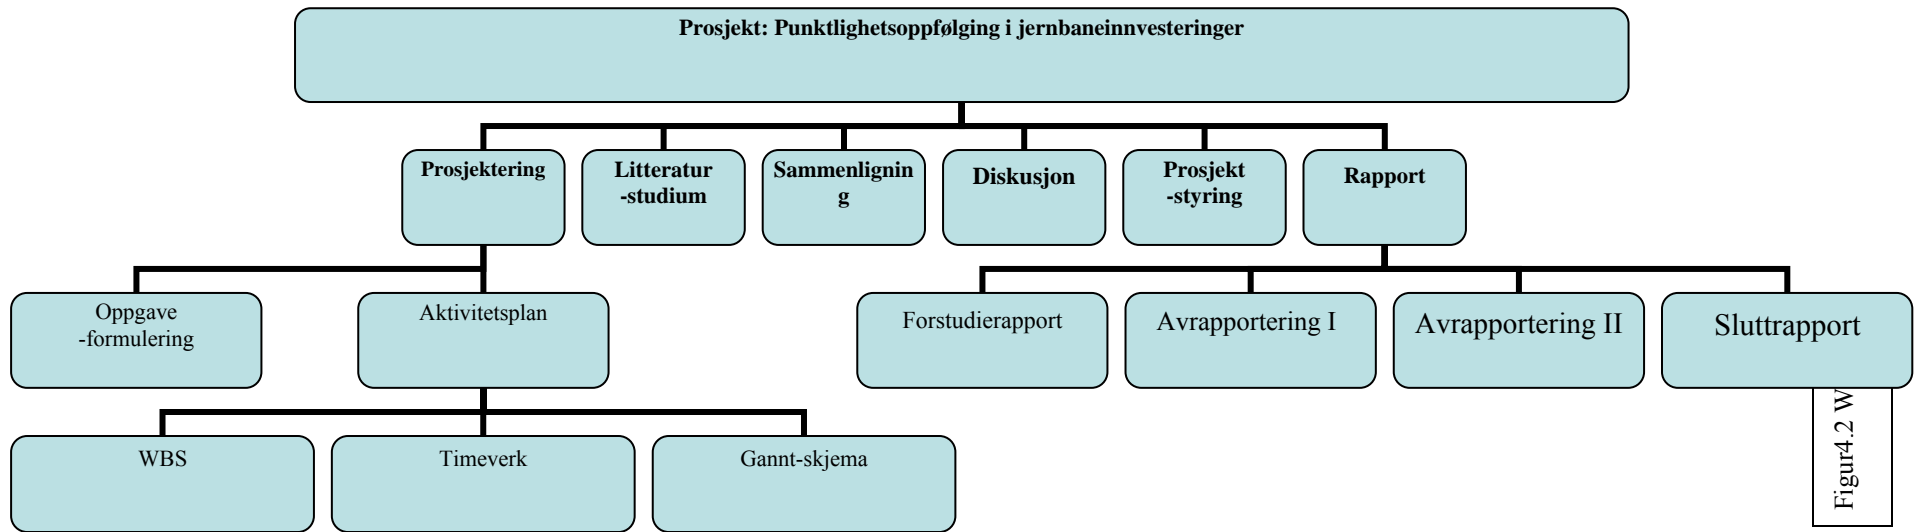 Prosjekt: Punktlighetsoppfølging i jernbaneinnvesteringer
Prosjektering
Litteratur
-studium
Sammenlignin
g
Diskusjon
Prosjekt
-styring
Rapport
Oppgave
-formulering
Aktivitetsplan
Forstudierapport
Avrapportering I
Avrapportering II
Sluttrapport
WBS
Timeverk
Gannt-skjema
Figur4.2 W